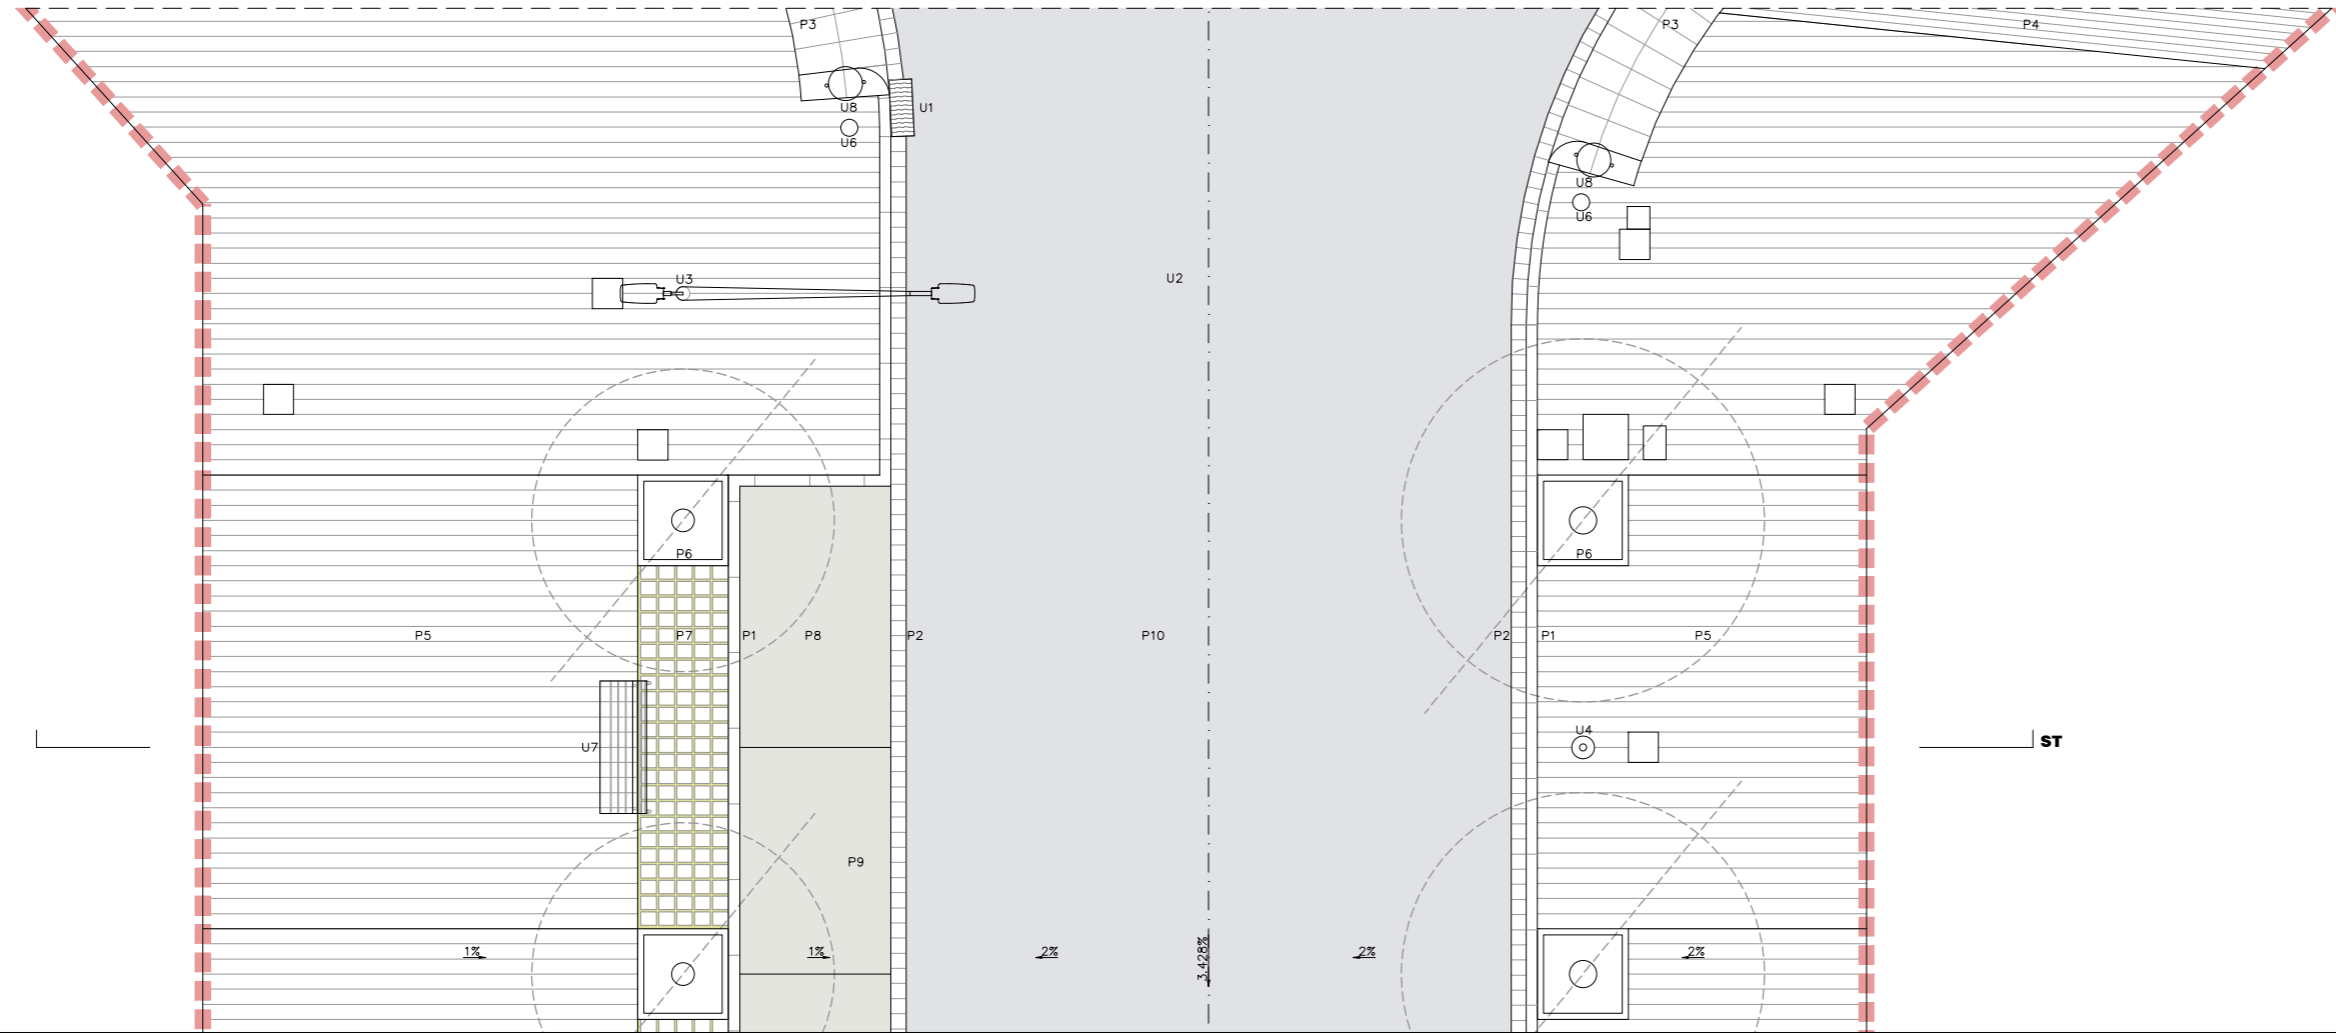 P3 P3 P4
U8 U1
U6
U8
U6
U3 U2
P6 P6
P5 P7 P1 P8 P2 P10 P2 P1 P5
U4
U7 ST
P9
1% 1% 2% 3.428% 2% 2%